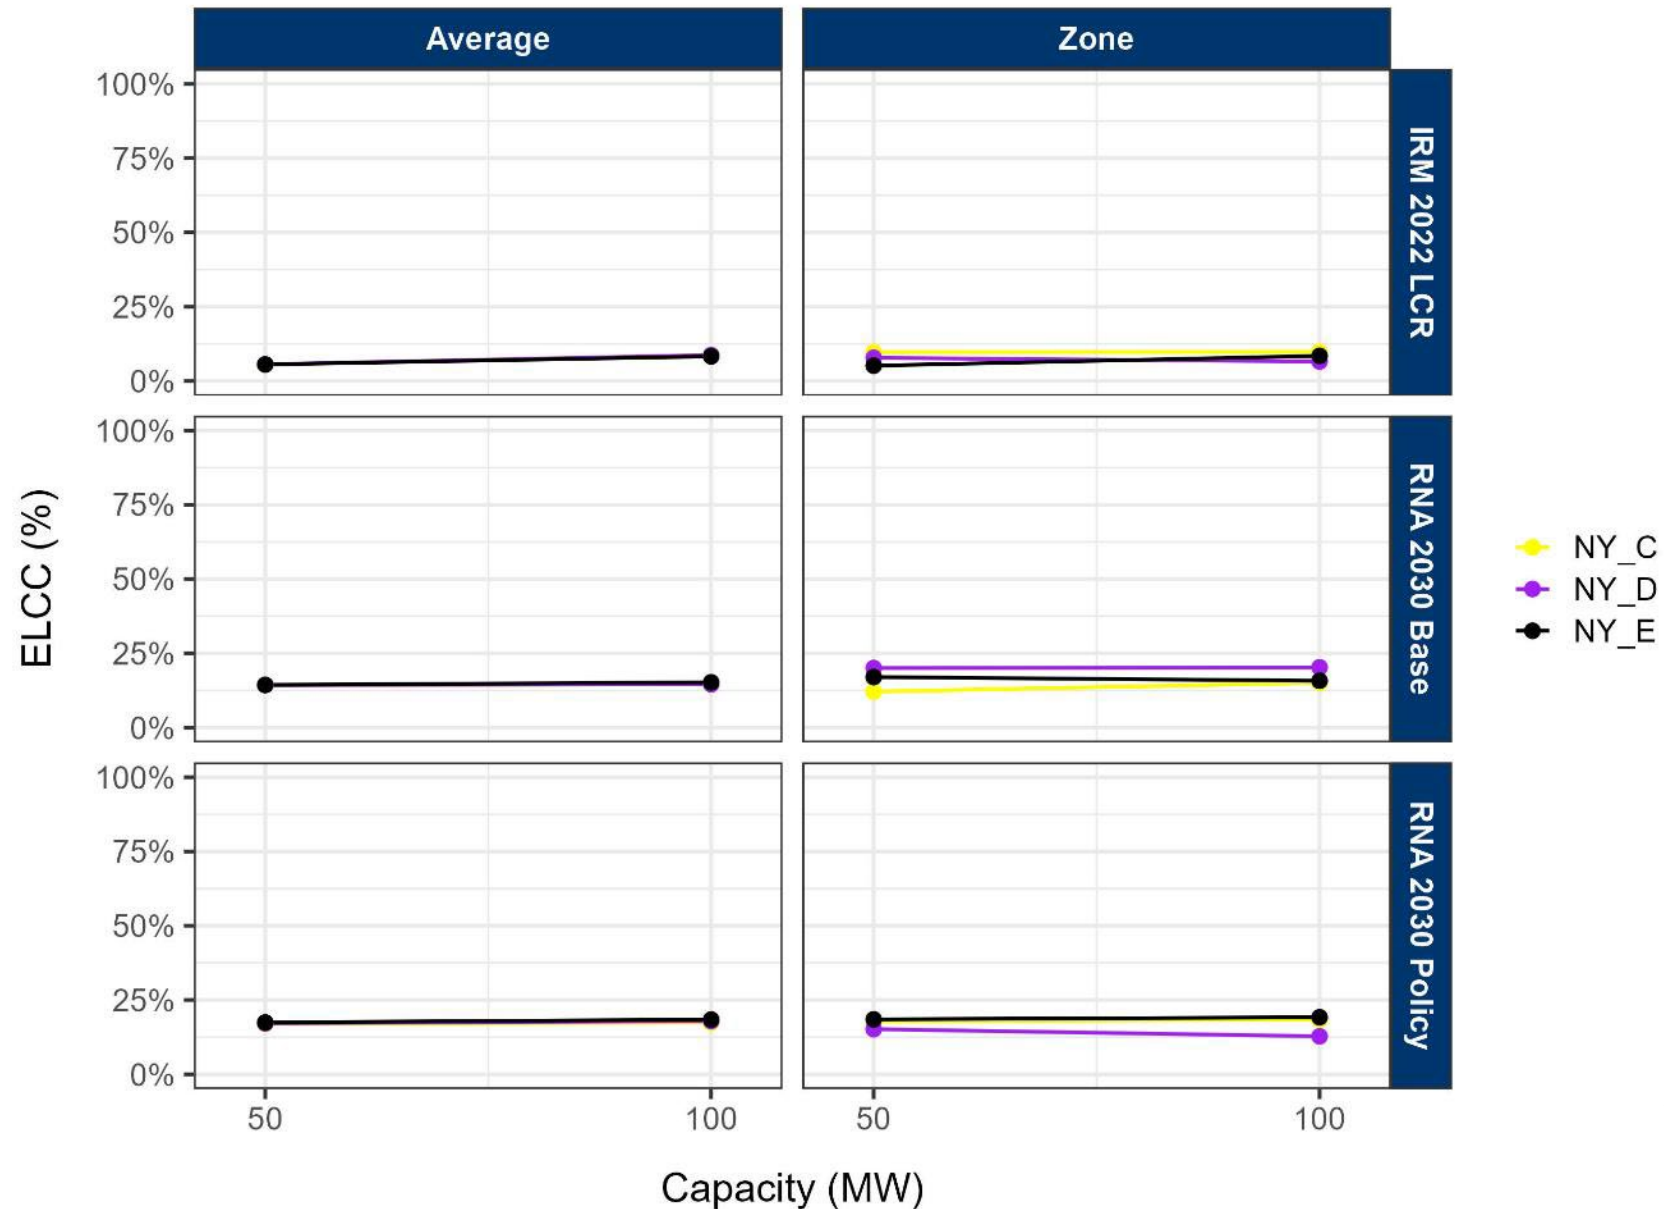 Average
Zone
100%
75%
50%
25%
0%
IRM 2022 LCR
100%
75%
50%
25%
0%
RNA 2030 Base
100%
75%
50%
25%
0%
RNA 2030 Policy
50
100
50
100
ELCC (%)
Capacity (MW)
NY_C
NY_D
NY_E